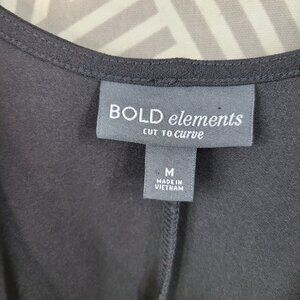 BOLD elements
CUT TO curve
M
MADE IN
VIETNAM